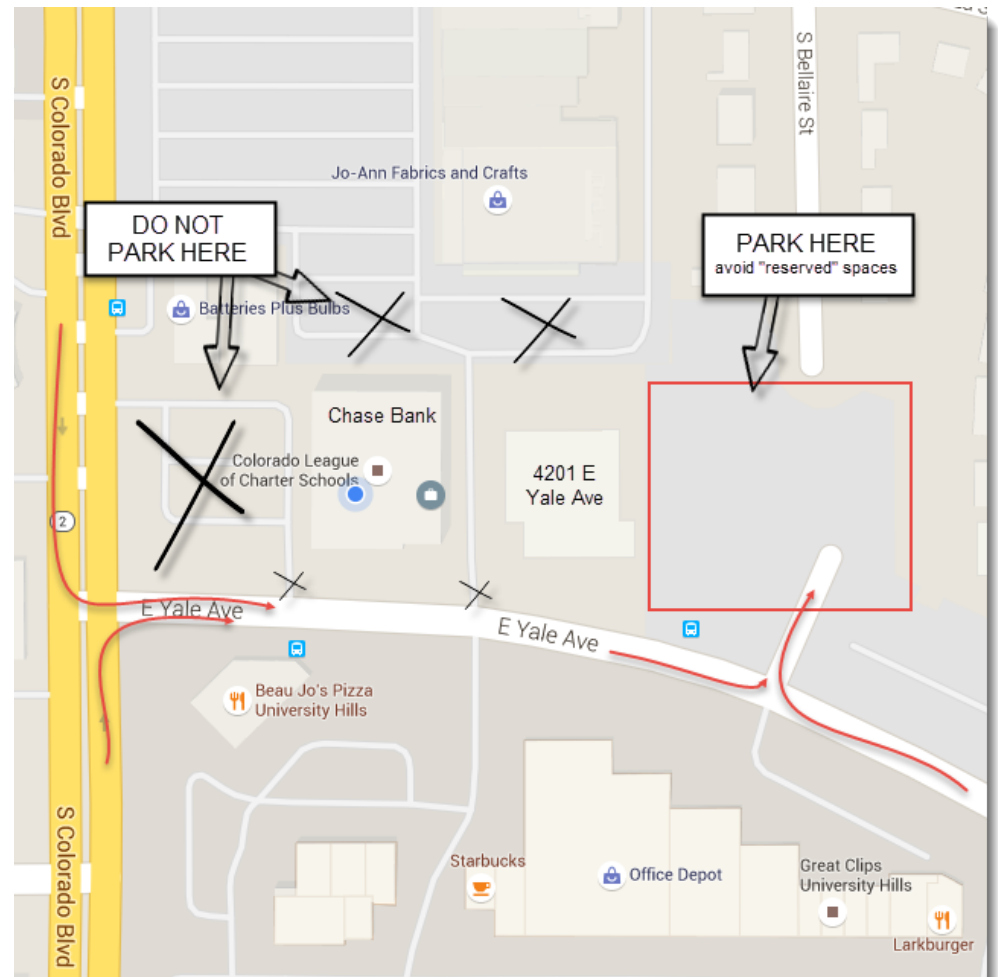 S Colorado Blvd
S Bellaire St
Jo-Ann Fabrics and Crafts
DO NOT
PARK HERE
PARK HERE
avoid "reserved" spaces
Batteries Plus Bulbs
Chase Bank
Colorado League
of Charter Schools
4201 E
Yale Ave
2
E Yale Ave
E Yale Ave
Beau Jo's Pizza
University Hills
S Colorado Blvd
Starbucks
Office Depot
Great Clips
University Hills
Larkburger